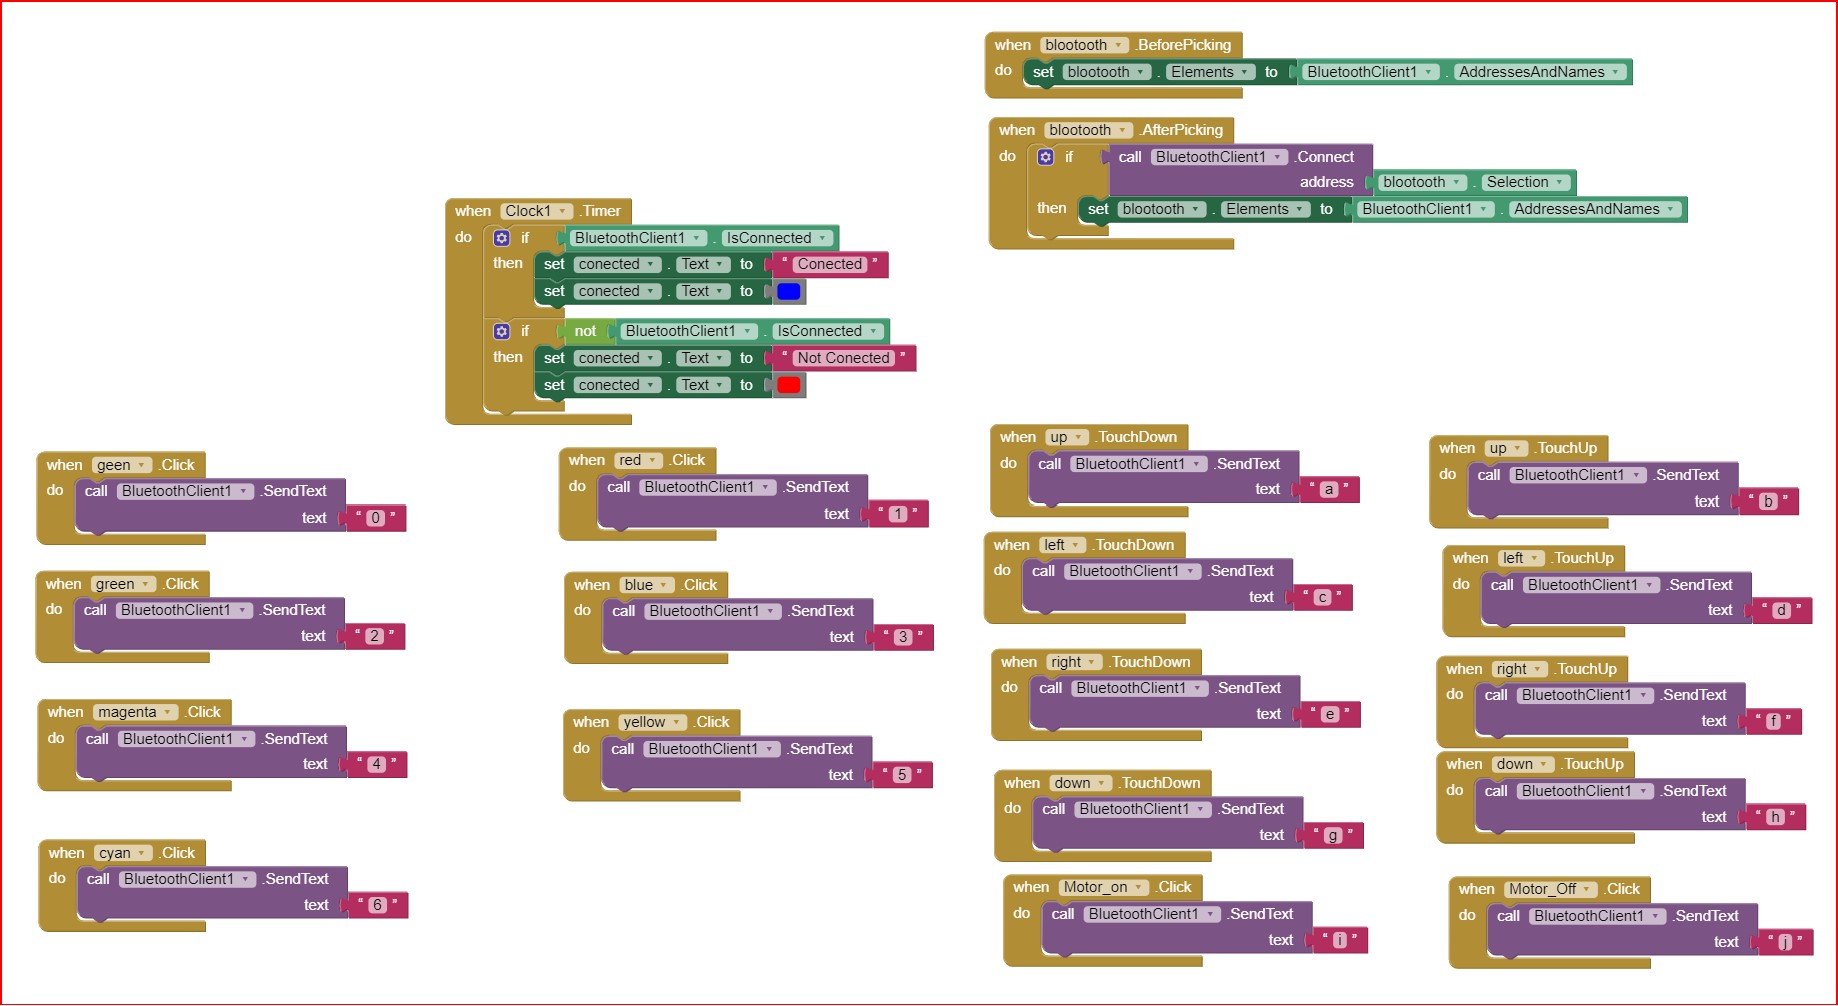 when blootooth .BeforePicking
do set blootooth . Elements to BluetoothClient1 . AddressesAndNames
when blootooth .AfterPicking
do if call BluetoothClient1 .Connect
address blootooth . Selection
then set blootooth . Elements to BluetoothClient1 . AddressesAndNames
when Clock1 .Timer
do if BluetoothClient1 . IsConnected
then set conected . Text to “ Conected ”
set conected . Text to
if not BluetoothClient1 . IsConnected
then set conected . Text to “ Not Conected ”
set conected . Text to
when geen .Click
do call BluetoothClient1 .SendText
text “ 0 ”
when red .Click
do call BluetoothClient1 .SendText
text “ 1 ”
when up .TouchDown
do call BluetoothClient1 .SendText
text “ a ”
when up .TouchUp
do call BluetoothClient1 .SendText
text “ b ”
when left .TouchDown
do call BluetoothClient1 .SendText
text “ c ”
when left .TouchUp
do call BluetoothClient1 .SendText
text “ d ”
when green .Click
do call BluetoothClient1 .SendText
text “ 2 ”
when blue .Click
do call BluetoothClient1 .SendText
text “ 3 ”
when right .TouchDown
do call BluetoothClient1 .SendText
text “ e ”
when right .TouchUp
do call BluetoothClient1 .SendText
text “ f ”
when magenta .Click
do call BluetoothClient1 .SendText
text “ 4 ”
when yellow .Click
do call BluetoothClient1 .SendText
text “ 5 ”
when down .TouchDown
do call BluetoothClient1 .SendText
text “ g ”
when down .TouchUp
do call BluetoothClient1 .SendText
text “ h ”
when cyan .Click
do call BluetoothClient1 .SendText
text “ 6 ”
when Motor_on .Click
do call BluetoothClient1 .SendText
text “ i ”
when Motor_Off .Click
do call BluetoothClient1 .SendText
text “ j ”